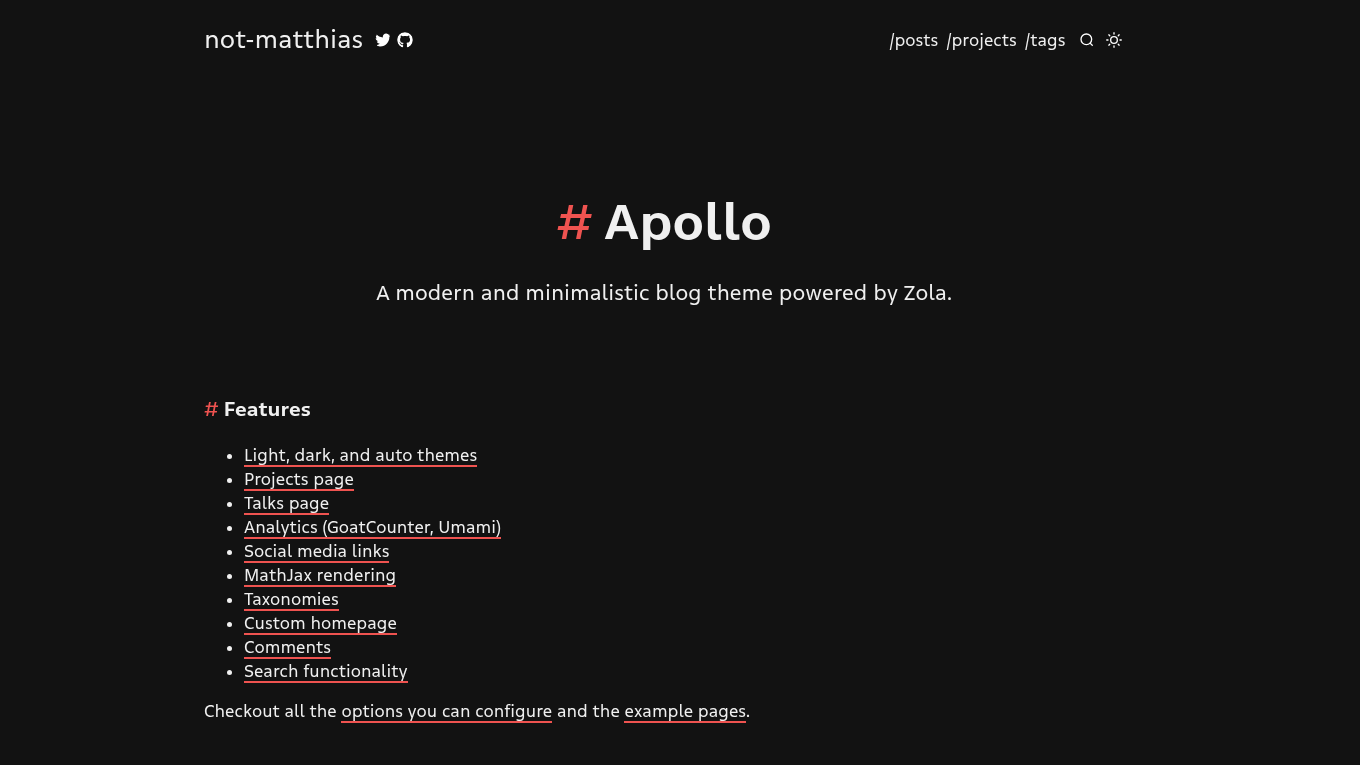 not-matthias
/posts /projects /tags
# Apollo
A modern and minimalistic blog theme powered by Zola.
# Features
Light, dark, and auto themes
Projects page
Talks page
Analytics (GoatCounter, Umami)
Social media links
MathJax rendering
Taxonomies
Custom homepage
Comments
Search functionality
Checkout all the options you can configure and the example pages.